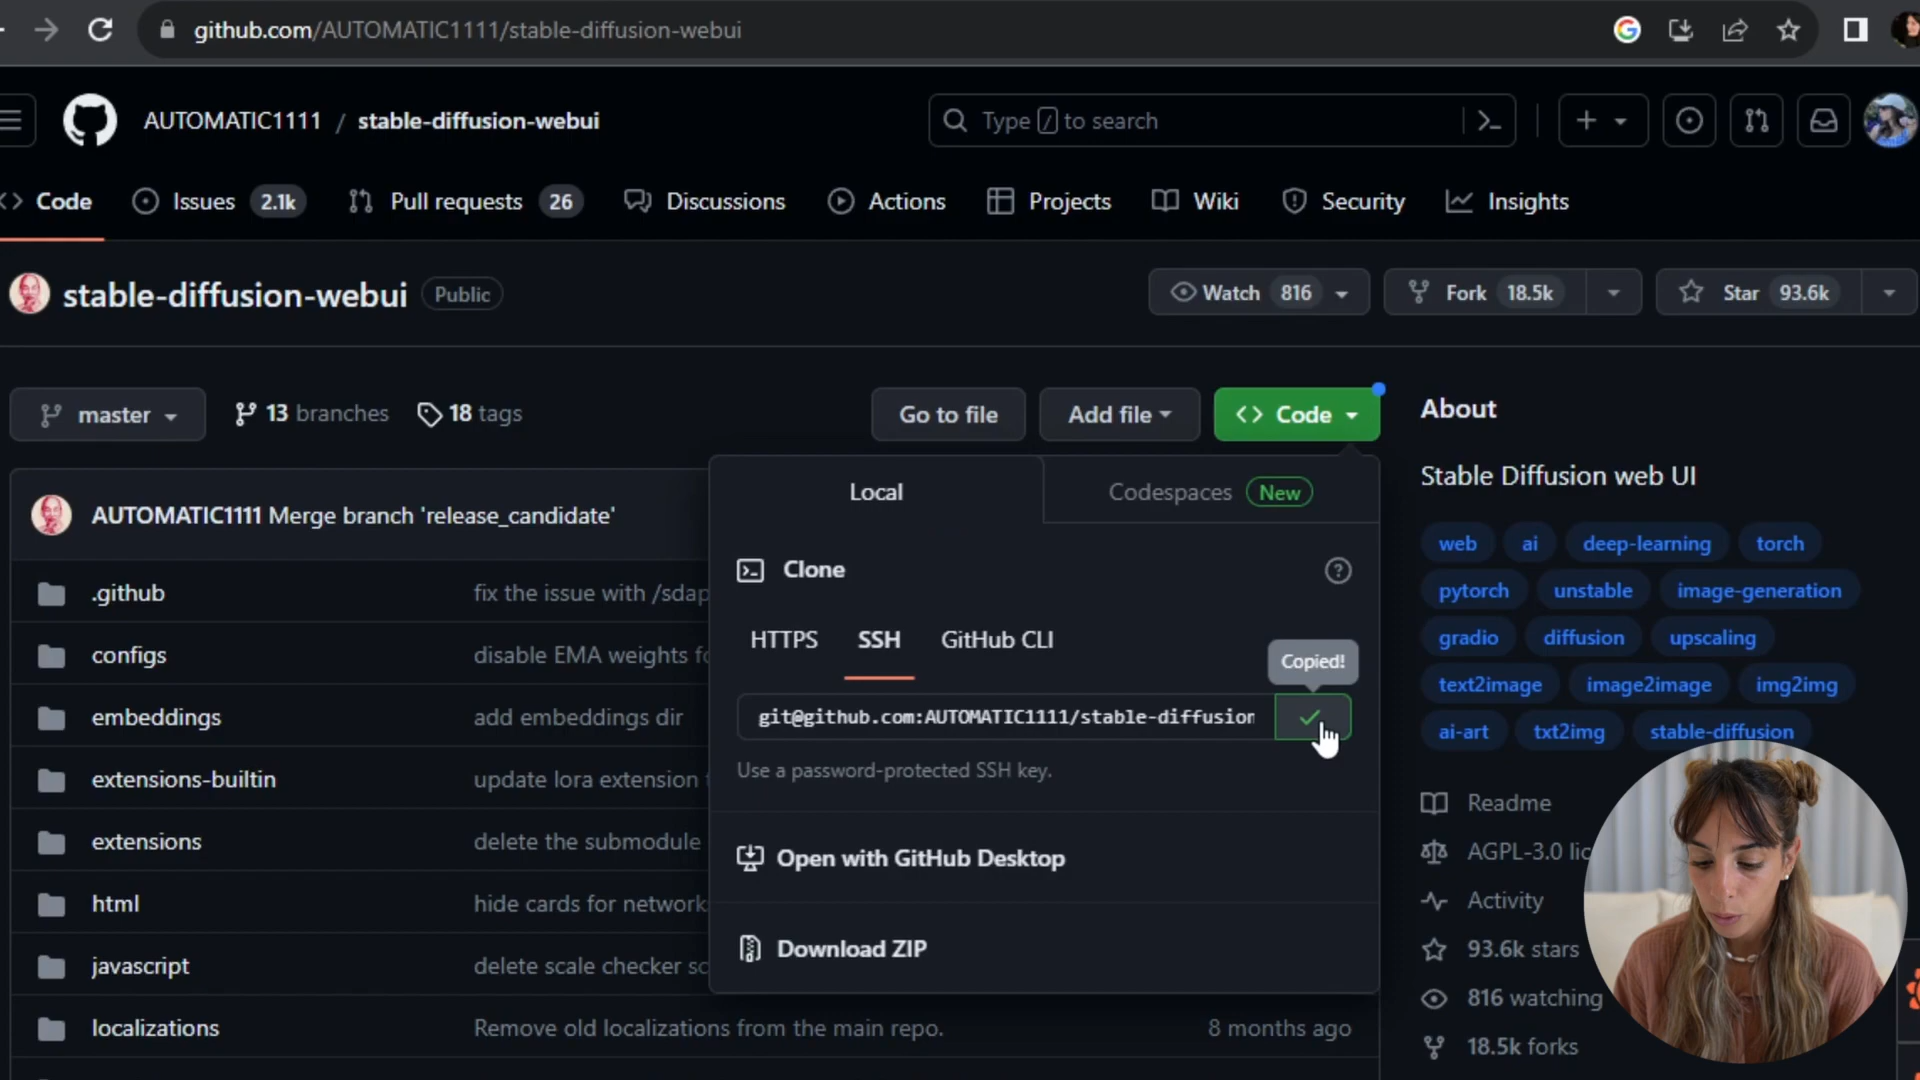 github.com/AUTOMATIC1111/stable-diffusion-webui
AUTOMATIC1111 / stable-diffusion-webui
Type / to search
Code
Issues 2.1k
Pull requests 26
Discussions
Actions
Projects
Wiki
Security
Insights
stable-diffusion-webui Public
Watch 816
Fork 18.5k
Star 93.6k
master
13 branches
18 tags
Go to file
Add file
Code
About
Stable Diffusion web UI
web ai deep-learning torch
pytorch unstable image-generation
gradio diffusion upscaling
text2image image2image img2img
ai-art txt2img stable-diffusion
Readme
AGPL-3.0 lic
Activity
93.6k stars
816 watching
18.5k forks
Local
Codespaces New
Clone
HTTPS SSH GitHub CLI
Copied!
git@github.com:AUTOMATIC1111/stable-diffusion
Use a password-protected SSH key.
Open with GitHub Desktop
Download ZIP
AUTOMATIC1111 Merge branch 'release_candidate'
.github fix the issue with /sdap
configs disable EMA weights fo
embeddings add embeddings dir
extensions-builtin update lora extension
extensions delete the submodule
html hide cards for network
javascript delete scale checker sc
localizations Remove old localizations from the main repo. 8 months ago